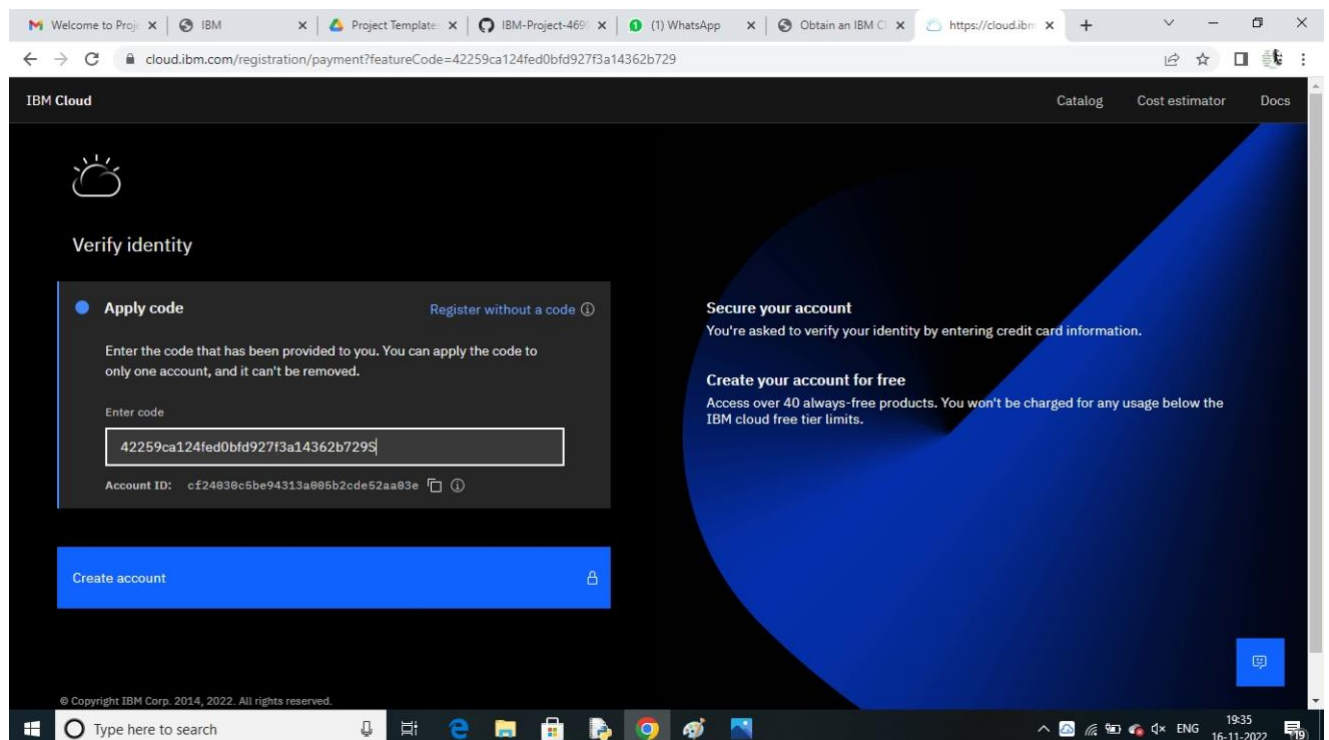 Welcome to Proj
IBM
Project Template
IBM-Project-469
(1) WhatsApp
Obtain an IBM Cl
https://cloud.ibm
cloud.ibm.com/registration/payment?featureCode=42259ca124fed0bfd927f3a14362b729
IBM Cloud
Catalog
Cost estimator
Docs
Verify identity
Apply code
Register without a code
Enter the code that has been provided to you. You can apply the code to
only one account, and it can't be removed.
Enter code
42259ca124fed0bfd927f3a14362b729S
Account ID: cf24030c5be94313a005b2cde52aa03e
Create account
Secure your account
You're asked to verify your identity by entering credit card information.
Create your account for free
Access over 40 always-free products. You won't be charged for any usage below the
IBM cloud free tier limits.
© Copyright IBM Corp. 2014, 2022. All rights reserved.
Type here to search
ENG
19:35
16-11-2022
19